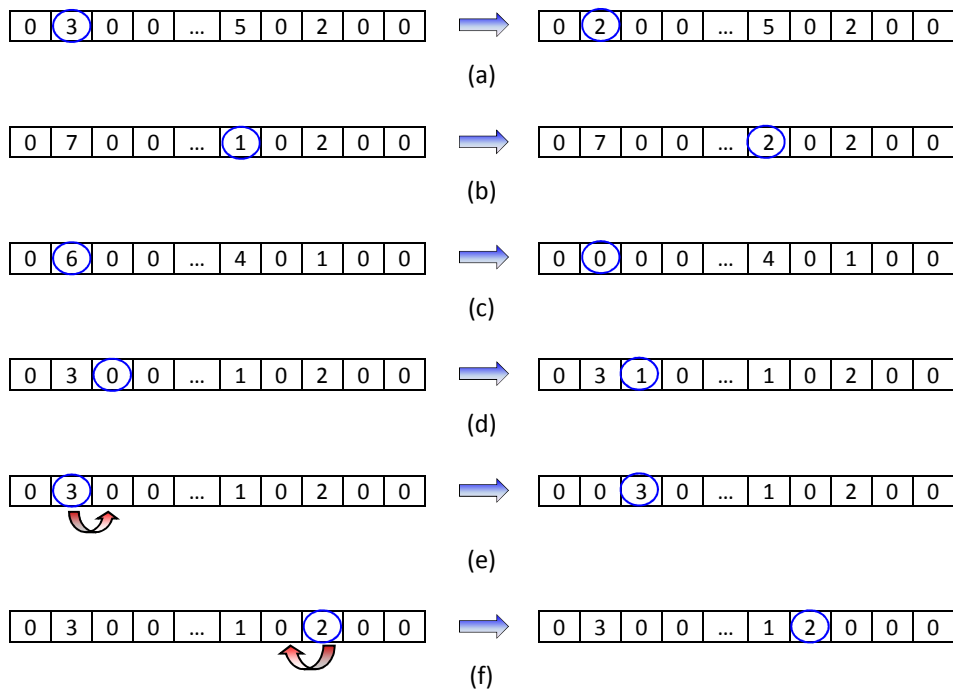 0 3 0 0 ... 5 0 2 0 0 0 2 0 0 ... 5 0 2 0 0
(a)
0 7 0 0 ... 1 0 2 0 0 0 7 0 0 ... 2 0 2 0 0
(b)
0 6 0 0 ... 4 0 1 0 0 0 0 0 0 ... 4 0 1 0 0
(c)
0 3 0 0 ... 1 0 2 0 0 0 3 1 0 ... 1 0 2 0 0
(d)
0 3 0 0 ... 1 0 2 0 0 0 0 3 0 ... 1 0 2 0 0
(e)
0 3 0 0 ... 1 0 2 0 0 0 3 0 0 ... 1 2 0 0 0
(f)